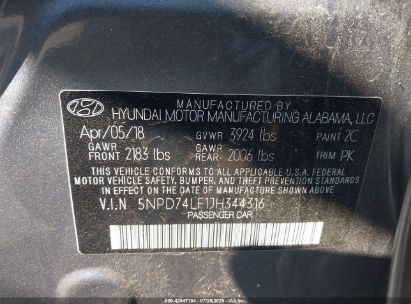 MANUFACTURED BY
HYUNDAI MOTOR MANUFACTURING ALABAMA, LLC
Apr/05/18 GVWR 3924 lbs PAINT 2C
GAWR FRONT 2183 lbs GAWR REAR 2006 lbs TRIM PK
THIS VEHICLE CONFORMS TO ALL APPLICABLE U.S. FEDERAL
MOTOR VEHICLE SAFETY, BUMPER, AND THEFT PREVENTION STANDARDS
IN EFFECT ON THE DATE OF MANUFACTURE SHOWN ABOVE.
V.I.N 5NPD74LF1JH344316
PASSENGER CAR